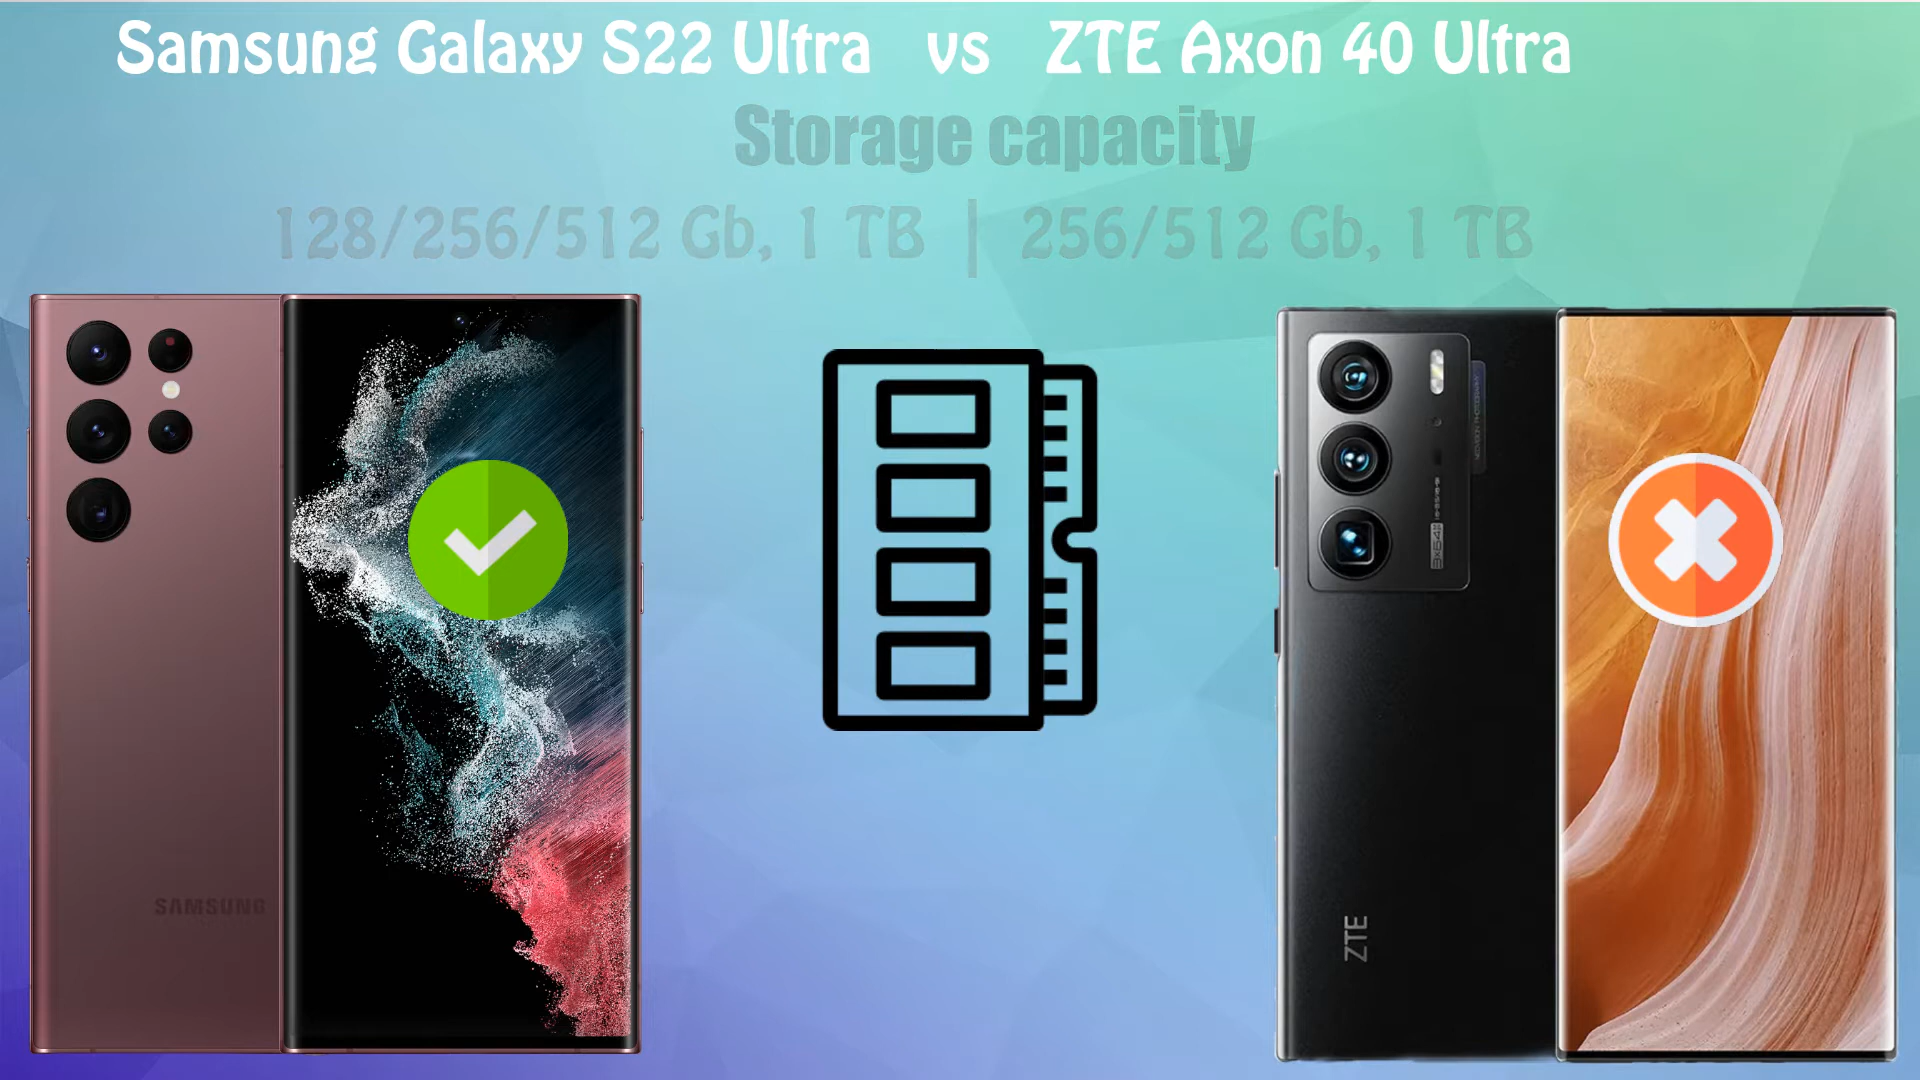 Samsung Galaxy S22 Ultra vs ZTE Axon 40 Ultra
Storage capacity
128/256/512 Gb, 1 TB | 256/512 Gb, 1 TB
SAMSUNG
ZTE